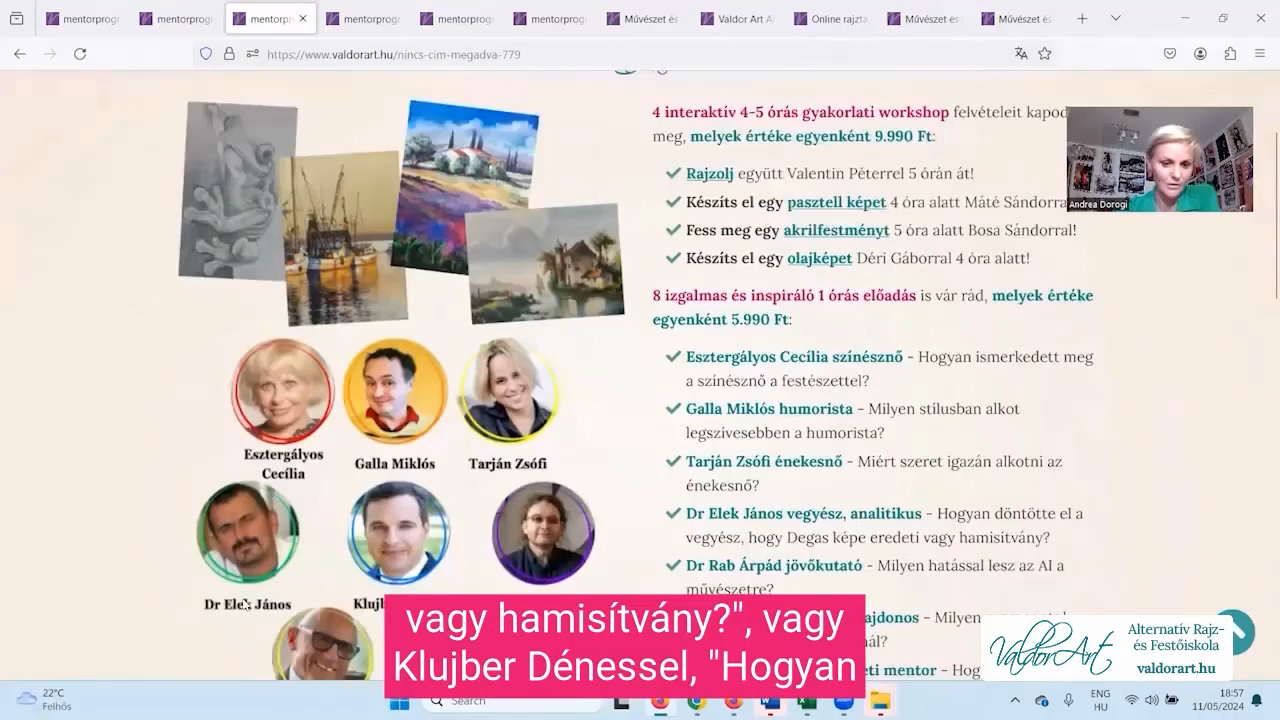 mentorprog
mentorprog
mentorpr
mentorprog
mentorprog
mentorprog
Művészet és
Valdor Art A
Online rajzta
Művészet és
Művészet és
https://www.valdorart.hu/nincs-cim-megadva-779
4 interaktív 4-5 órás gyakorlati workshop felvételeit kapod
meg, melyek értéke egyenként 9.990 Ft:
Rajzolj együtt Valentin Péterrel 5 órán át!
Készíts el egy pasztell képet 4 óra alatt Máté Sándorra
Fess meg egy akrilfestményt 5 óra alatt Bosa Sándorral!
Készíts el egy olajképet Déri Gáborral 4 óra alatt!
8 izgalmas és inspiráló 1 órás előadás is vár rád, melyek értéke
egyenként 5.990 Ft:
Esztergályos Cecília színésznő - Hogyan ismerkedett meg
a színésznő a festészettel?
Galla Miklós humorista - Milyen stílusban alkot
legszívesebben a humorista?
Tarján Zsófi énekesnő - Miért szeret igazán alkotni az
énekesnő?
Dr Elek János vegyész, analitikus - Hogyan döntötte el a
vegyész, hogy Degas képe eredeti vagy hamisítvány?
Dr Rab Árpád jövőkutató - Milyen hatással lesz az AI a
művészetre?
ajdonos - Milyen
nál?
eti mentor - Hog
Andrea Dorogi
Esztergályos
Cecília
Galla Miklós
Tarján Zsófi
Dr Elek János
Klujb
vagy hamisítvány?", vagy
Klujber Dénessel, "Hogyan
ValdorArt
Alternatív Rajz-
és Festőiskola
valdorart.hu
22°C
Felhős
Search
ENG
HU
18:57
11/05/2024